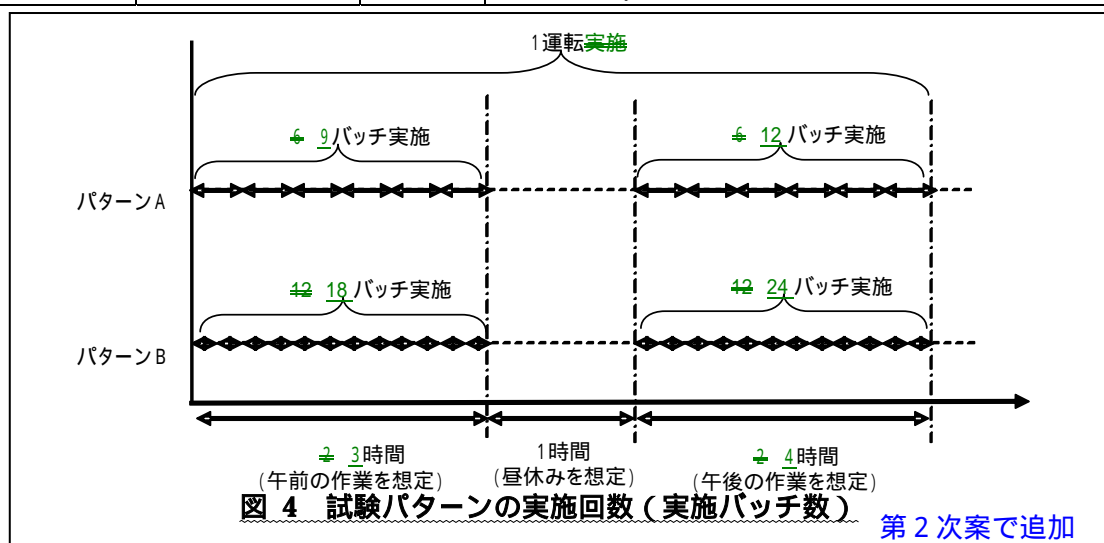 1運転実施
6 9バッチ実施
6 12バッチ実施
パターンA
12 18バッチ実施
12 24バッチ実施
パターンB
2 3時間
(午前の作業を想定)
1時間
(昼休みを想定)
2 4時間
(午後の作業を想定)
図 4 試験パターンの実施回数(実施バッチ数)
第2次案で追加